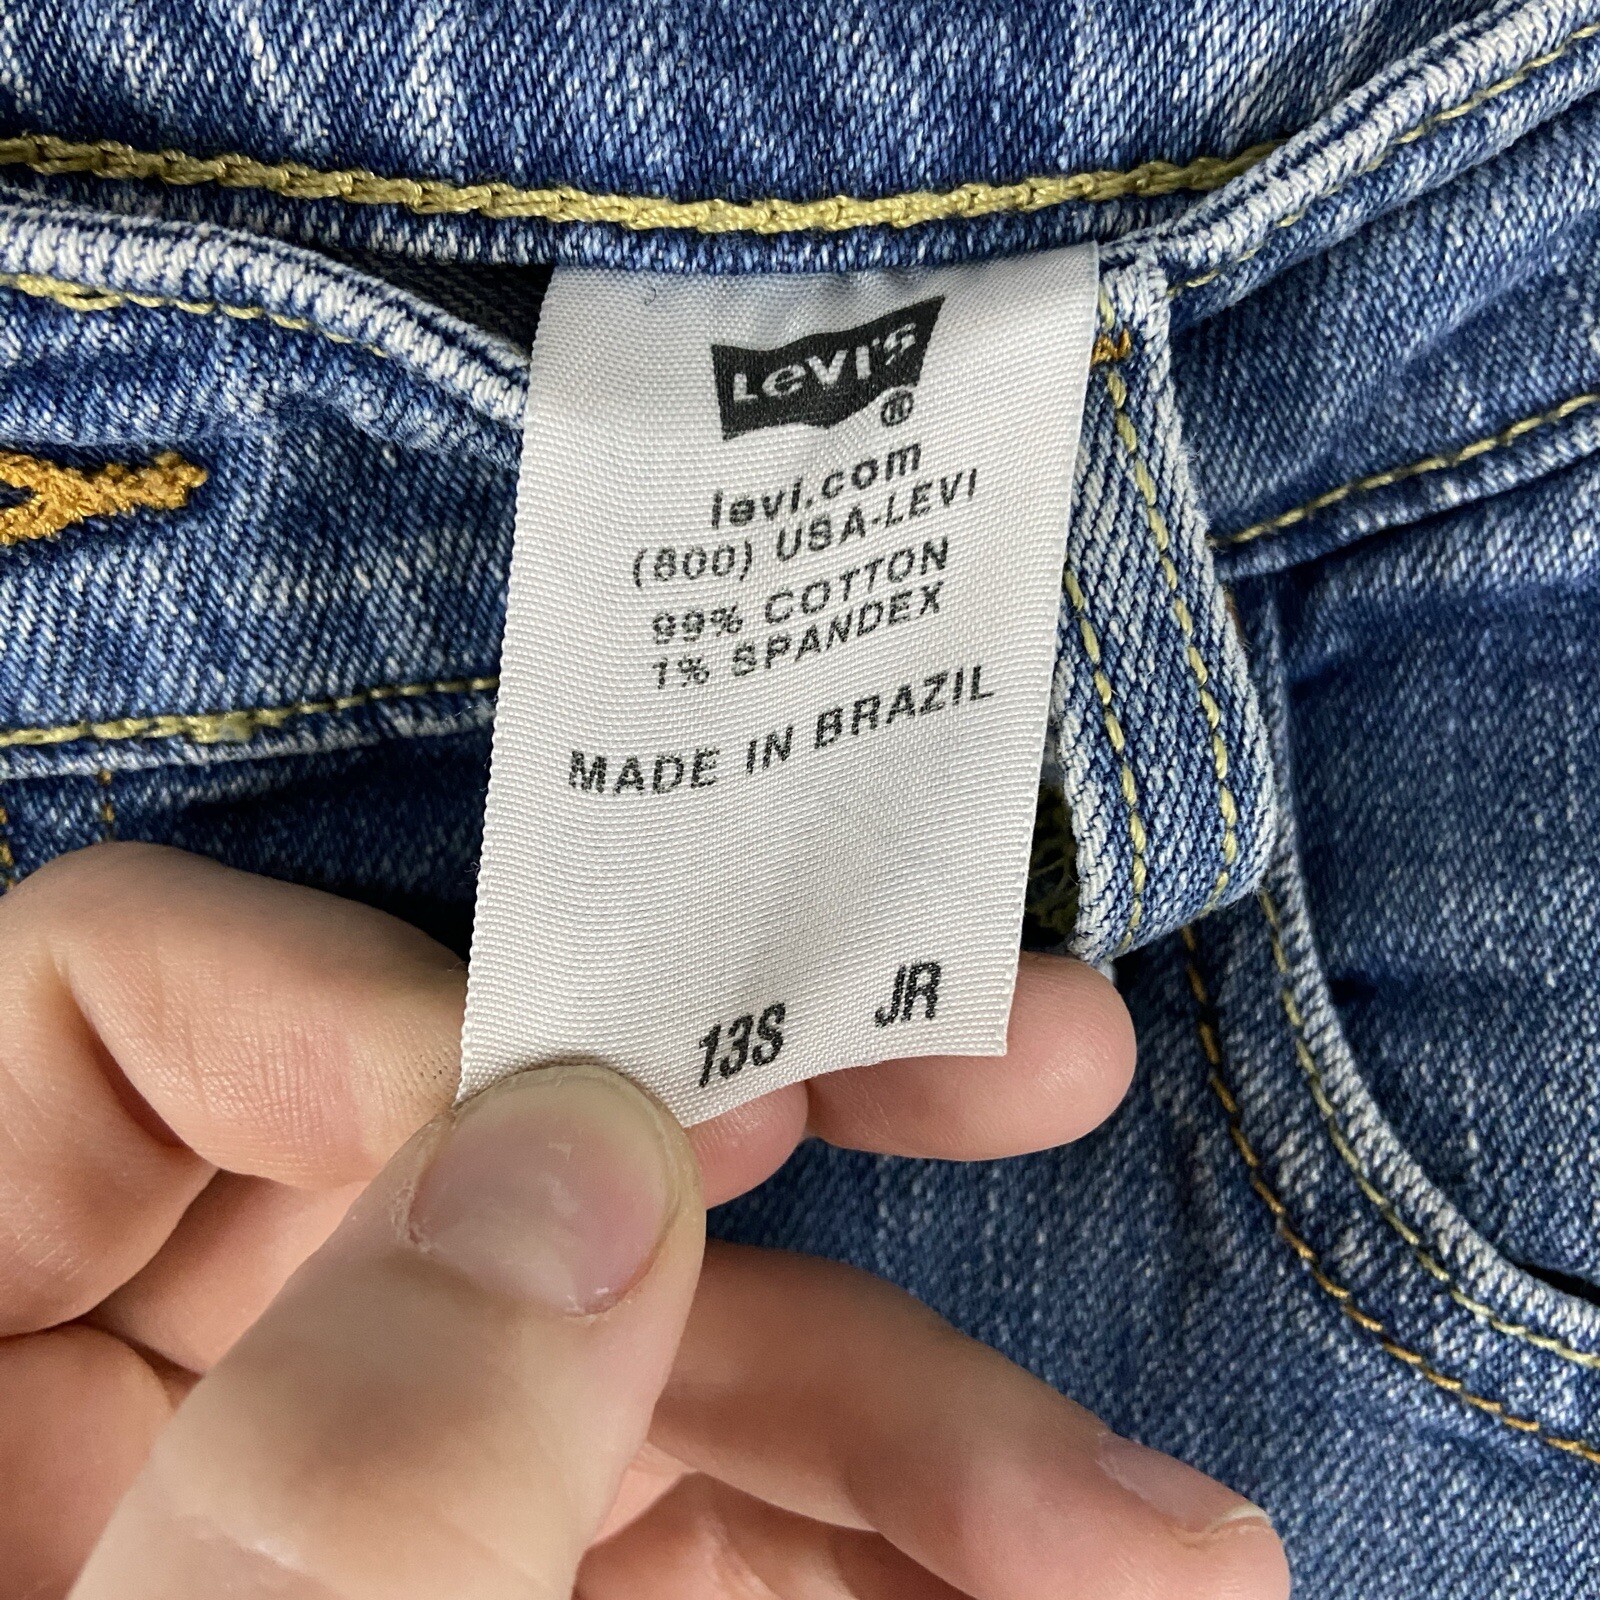 Levi's ®
levi.com
(800) USA-LEVI
99% COTTON
1% SPANDEX
MADE IN BRAZIL
13S JR